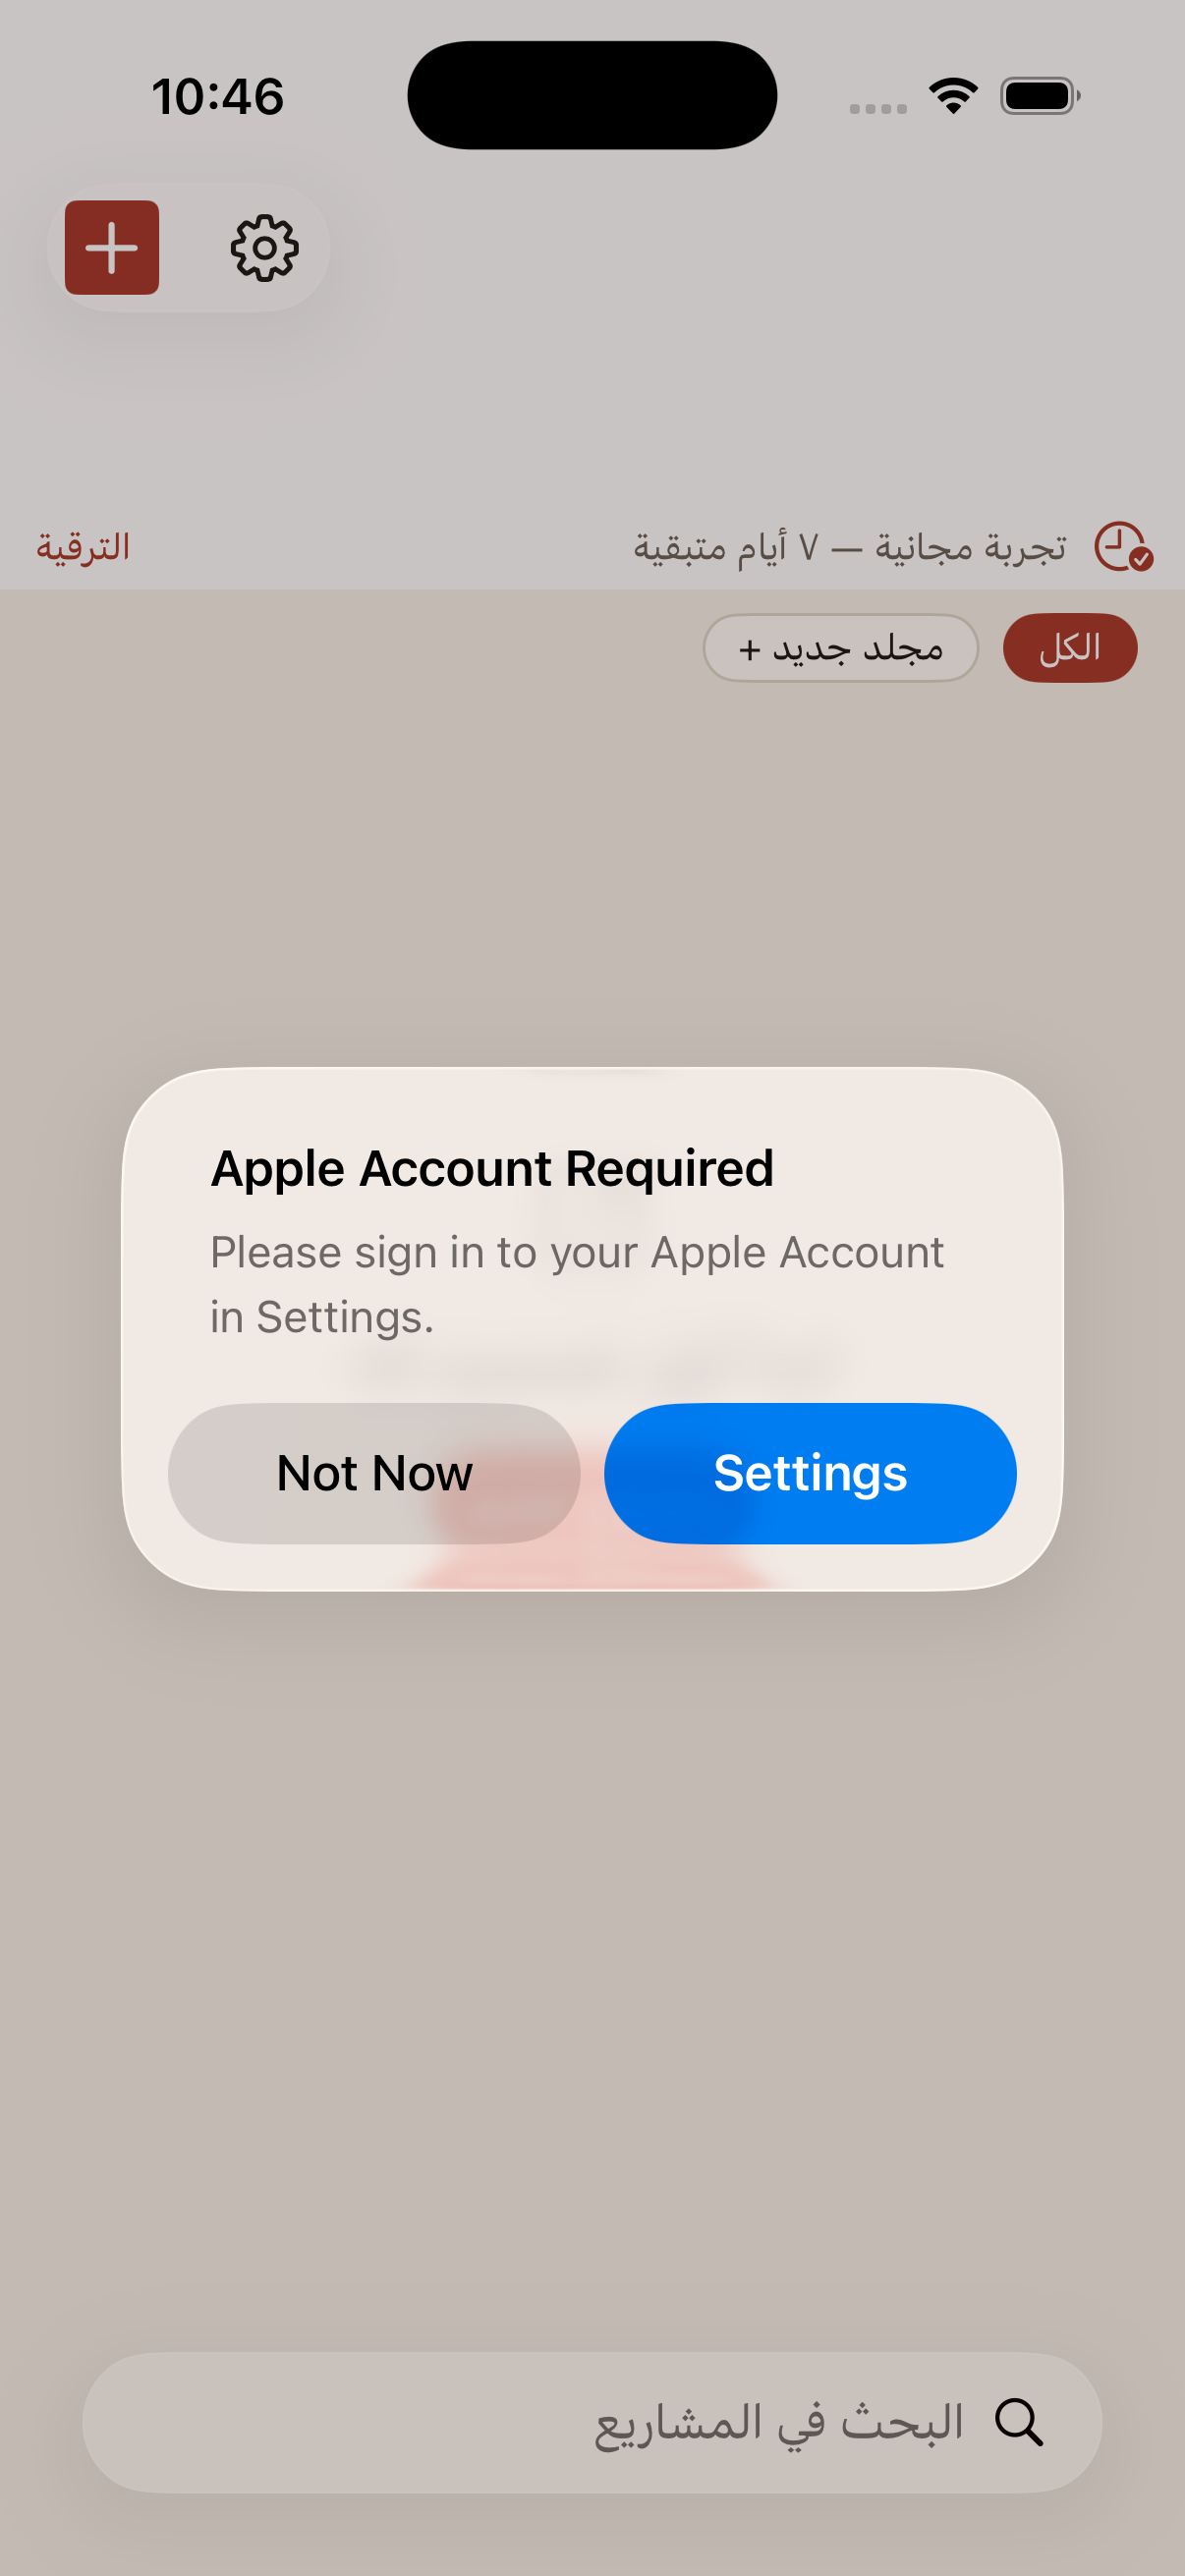 10:46
تجربة مجانية — ٧ أيام متبقية
الترقية
الكل
مجلد جديد +
Apple Account Required
Please sign in to your Apple Account
in Settings.
Not Now
Settings
البحث في المشاريع